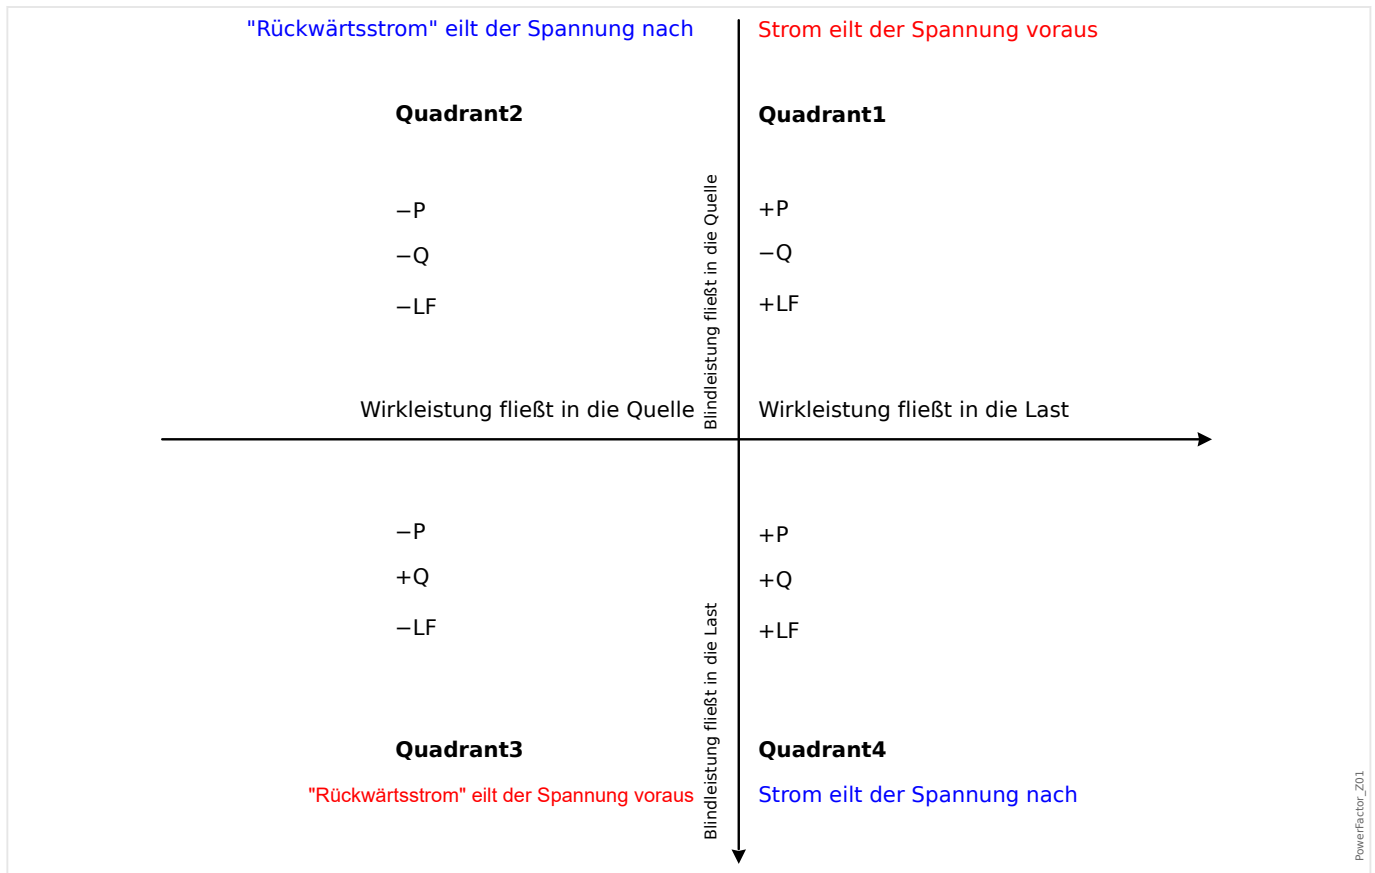 "Rückwärtsstrom" eilt der Spannung nach
Strom eilt der Spannung voraus
Quadrant2
Quadrant1
−P
−Q
−LF
+P
−Q
+LF
Blindleistung fließt in die Quelle
Wirkleistung fließt in die Quelle
Wirkleistung fließt in die Last
−P
+Q
−LF
+P
+Q
+LF
Blindleistung fließt in die Last
Quadrant3
Quadrant4
"Rückwärtsstrom" eilt der Spannung voraus
Strom eilt der Spannung nach
PowerFactor_Z01